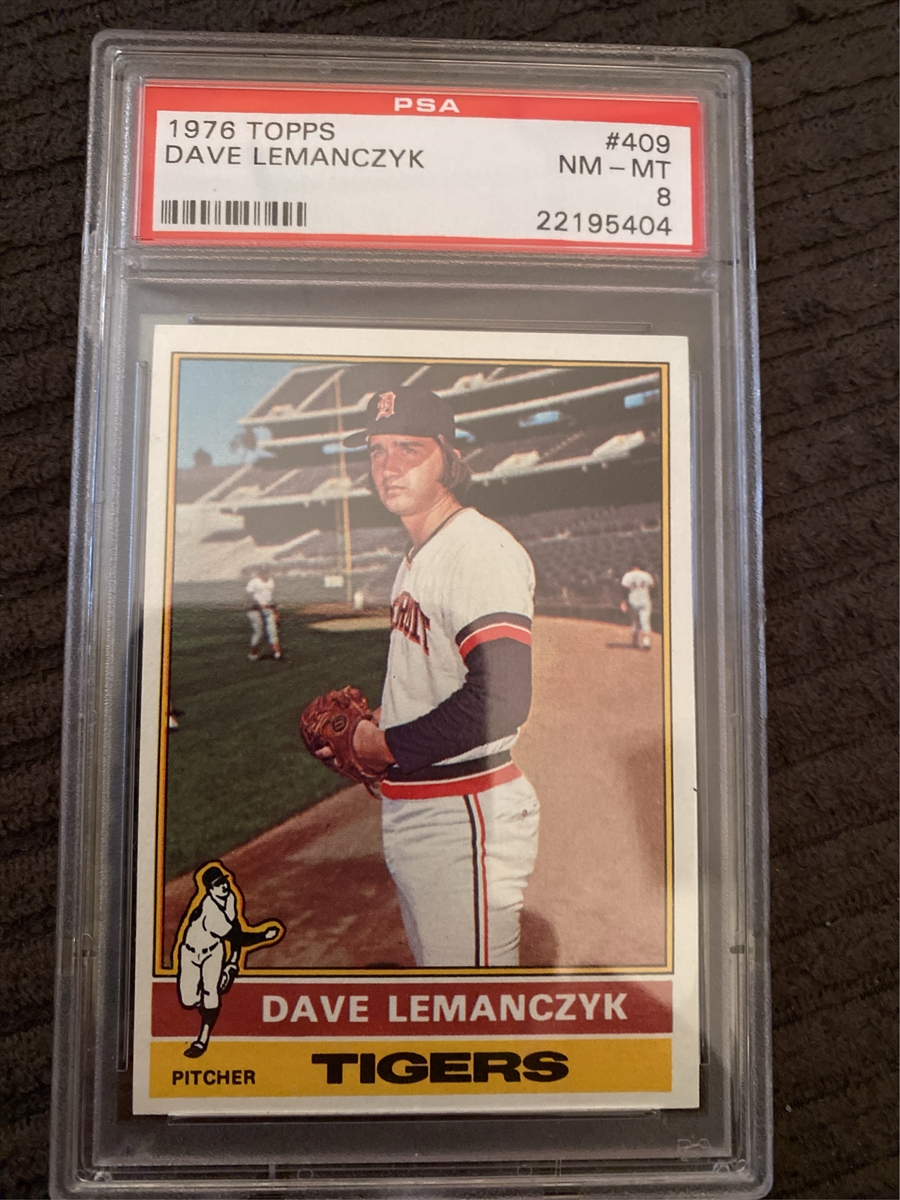 PSA
1976 TOPPS #409
DAVE LEMANCZYK NM - MT
8
22195404
D
DAVE LEMANCZYK
PITCHER TIGERS